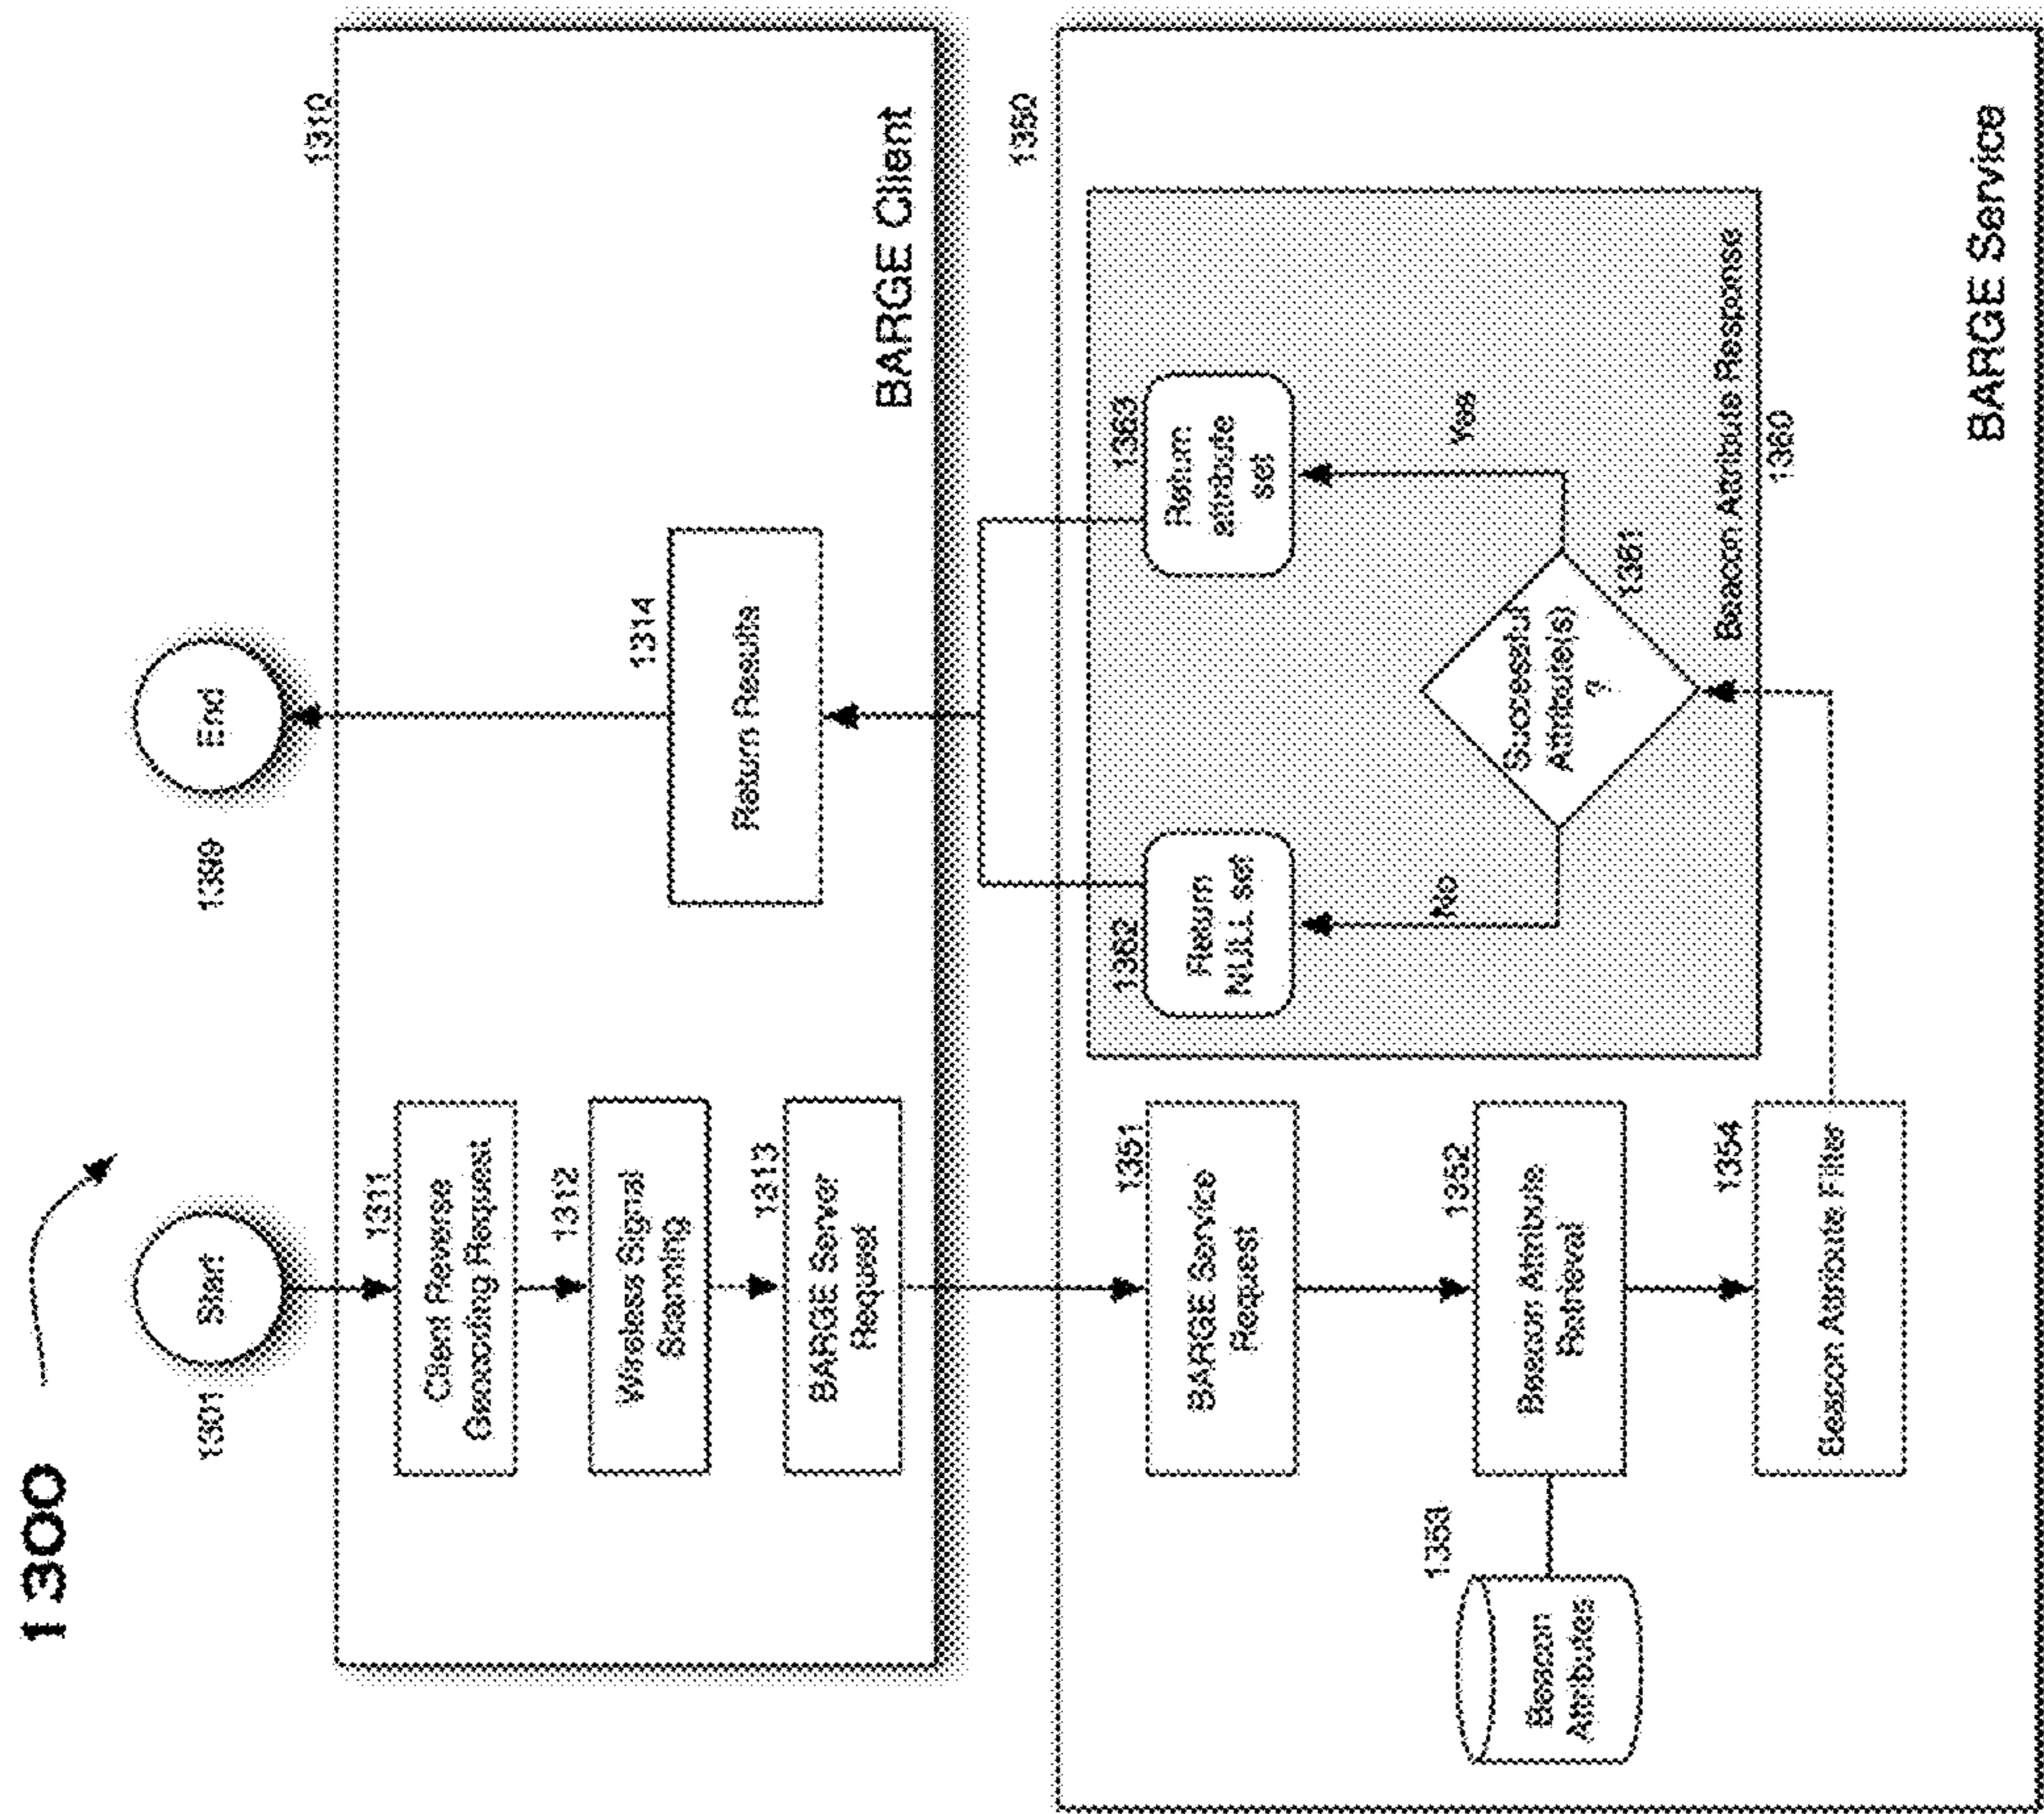 1300
1301
Start
1399
End
1310
1311
Client Reverse
Geocoding Request
1312
Wireless Signal
Scanning
1313
BARGE Server
Request
1314
Return Results
BARGE Client
1350
1351
BARGE Service
Request
1352
Beacon Attribute
Retrieval
1353
Beacon
Attributes
1354
Beacon Attribute Filter
1362
Return
NULL set
1363
Return
attribute
set
No
Yes
Successful
Attribute(s)
?
1361
Beacon Attribute Response
1360
BARGE Service